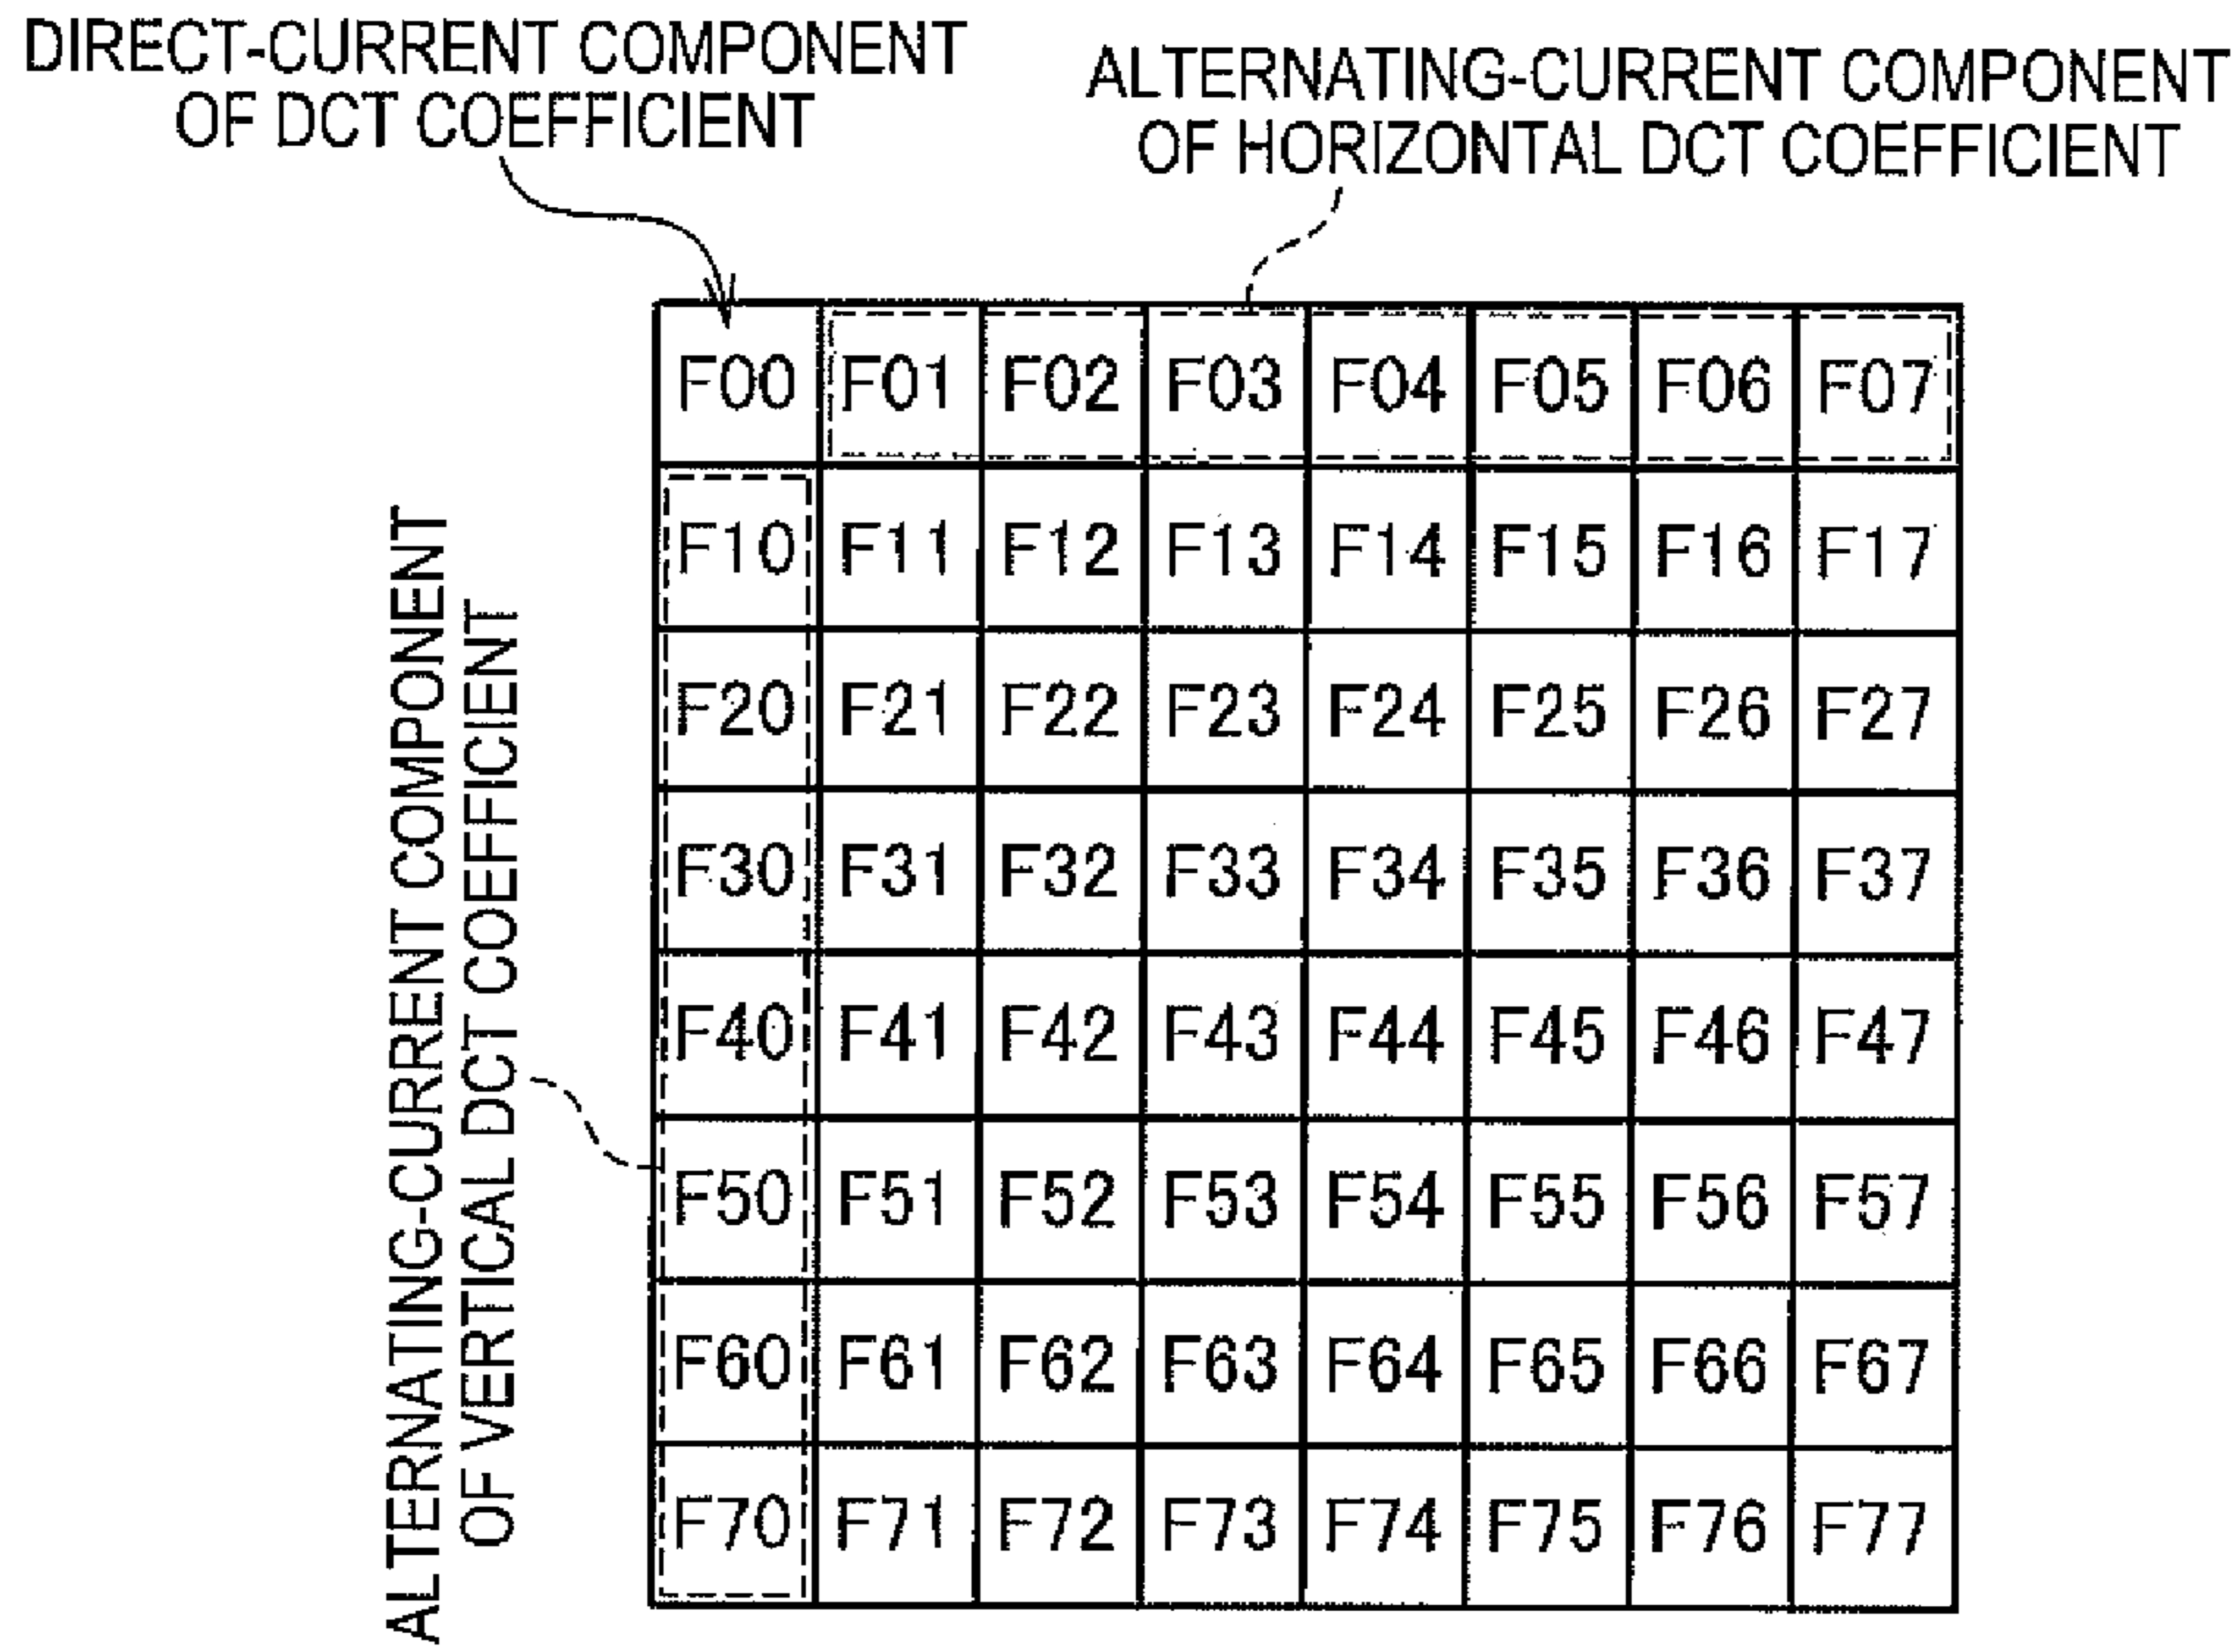 DIRECT-CURRENT COMPONENT
OF DCT COEFFICIENT
ALTERNATING-CURRENT COMPONENT
OF HORIZONTAL DCT COEFFICIENT
ALTERNATING-CURRENT COMPONENT
OF VERTICAL DCT COEFFICIENT
F00 F01 F02 F03 F04 F05 F06 F07
F10 F11 F12 F13 F14 F15 F16 F17
F20 F21 F22 F23 F24 F25 F26 F27
F30 F31 F32 F33 F34 F35 F36 F37
F40 F41 F42 F43 F44 F45 F46 F47
F50 F51 F52 F53 F54 F55 F56 F57
F60 F61 F62 F63 F64 F65 F66 F67
F70 F71 F72 F73 F74 F75 F76 F77